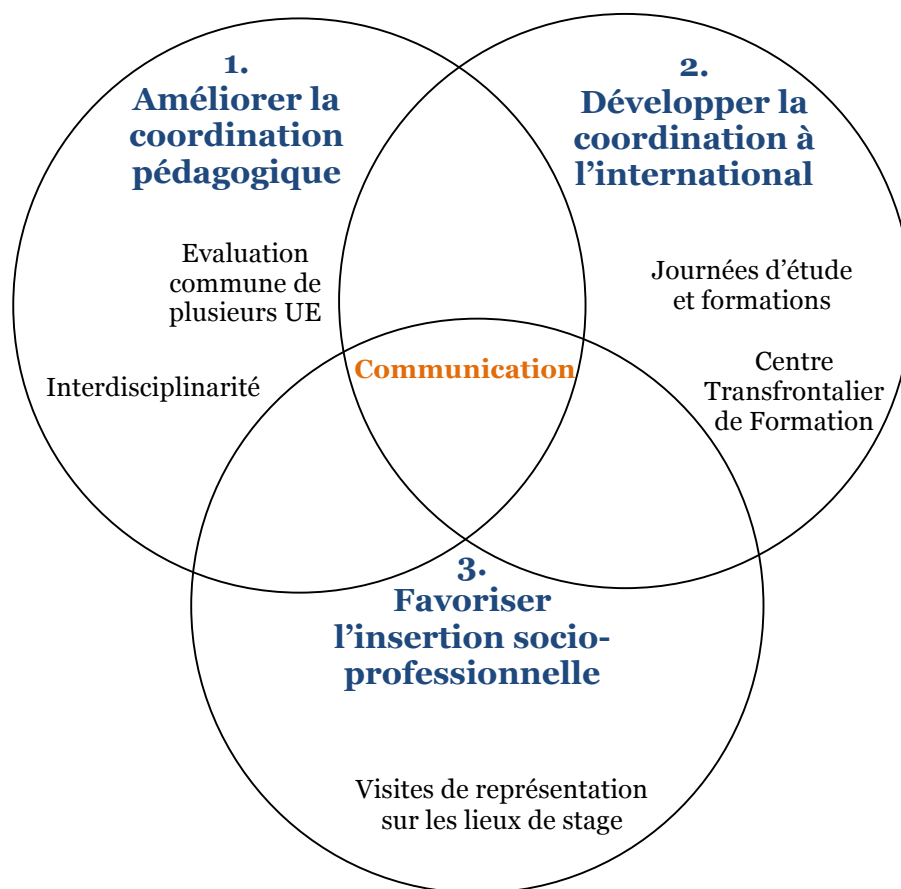 1.
Améliorer la
coordination
pédagogique
Evaluation
commune de
plusieurs UE
Interdisciplinarité
2.
Développer la
coordination à
l’international
Journées d’étude
et formations
Centre
Transfrontalier
de Formation
Communication
3.
Favoriser
l’insertion socio-
professionnelle
Visites de représentation
sur les lieux de stage